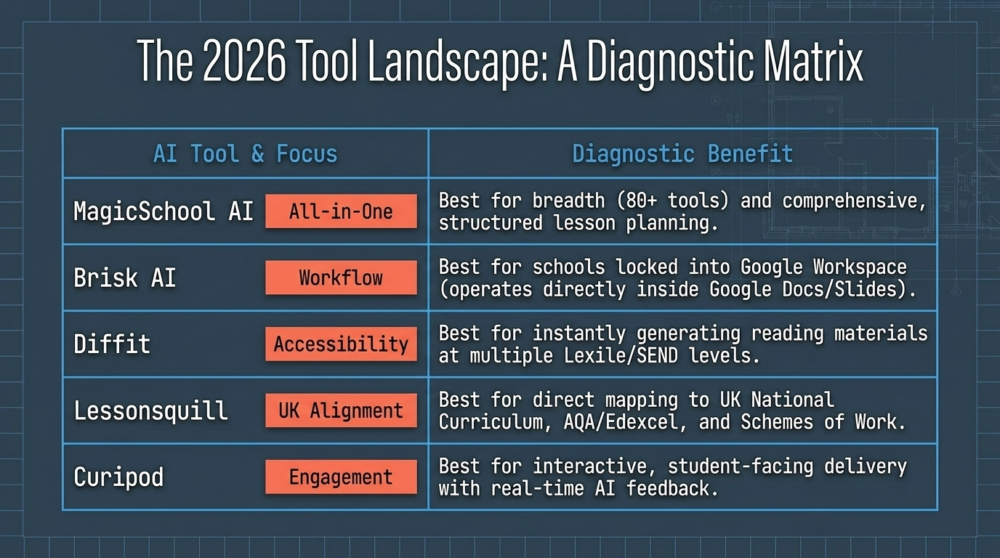 The 2026 Tool Landscape: A Diagnostic Matrix
AI Tool & Focus
Diagnostic Benefit
MagicSchool AI
All-in-One
Best for breadth (80+ tools) and comprehensive,
structured lesson planning.
Brisk AI
Workflow
Best for schools locked into Google Workspace
(operates directly inside Google Docs/Slides).
Diffit
Accessibility
Best for instantly generating reading materials
at multiple Lexile/SEND levels.
Lessonsquill
UK Alignment
Best for direct mapping to UK National
Curriculum, AQA/Edexcel, and Schemes of Work.
Curipod
Engagement
Best for interactive, student-facing delivery
with real-time AI feedback.